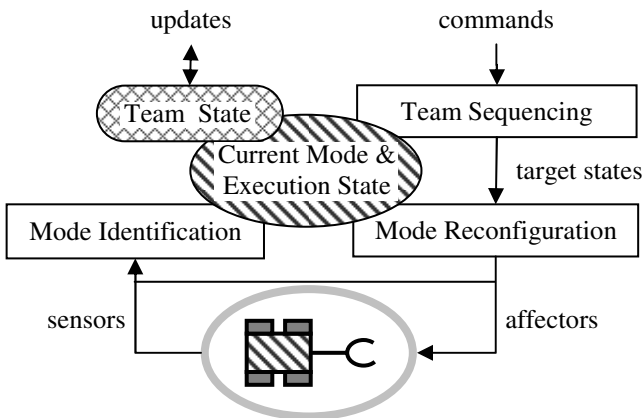 updates
commands
Team State
Team Sequencing
Current Mode &
Execution State
target states
Mode Identification
Mode Reconfiguration
sensors
affectors